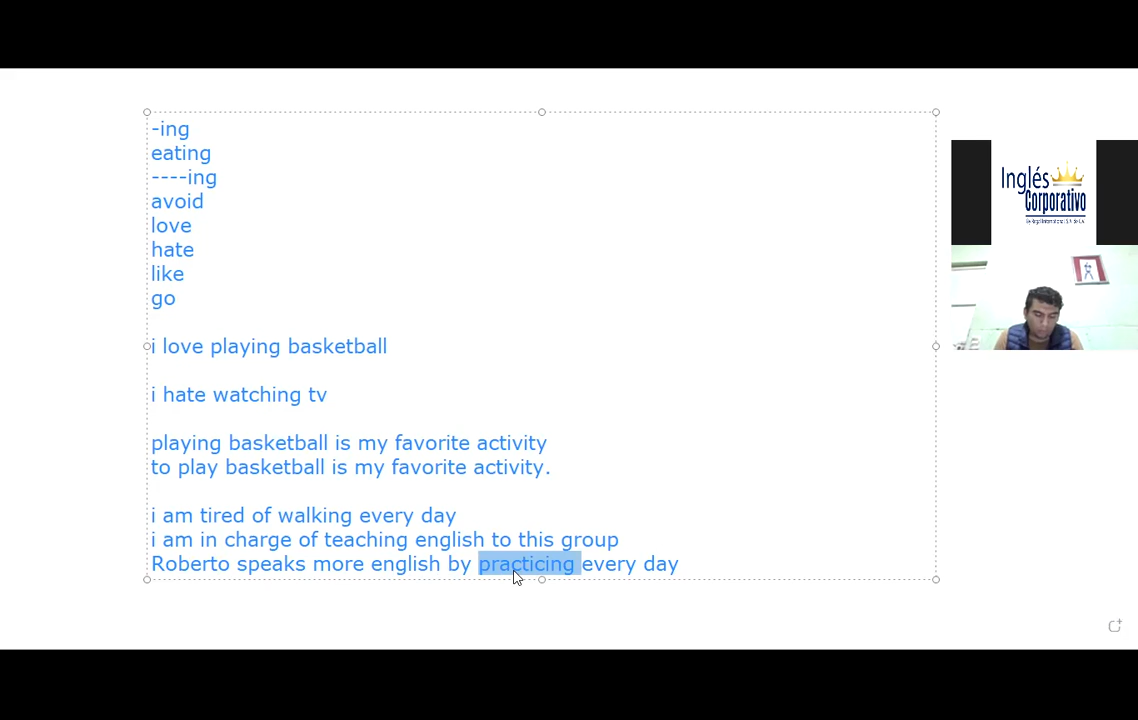 -ing
eating
----ing
avoid
love
hate
like
go
i love playing basketball
i hate watching tv
playing basketball is my favorite activity
to play basketball is my favorite activity.
i am tired of walking every day
i am in charge of teaching english to this group
Roberto speaks more english by practicing every day
Inglés
Corporativo